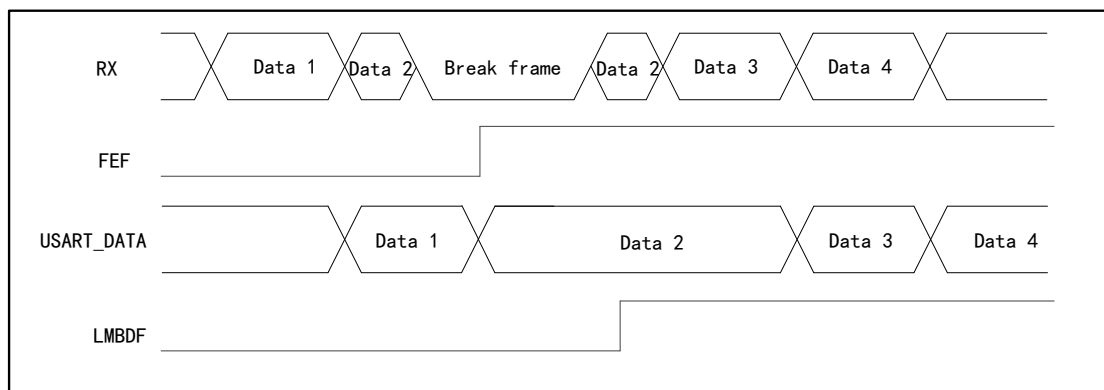 RX Data 1 Data 2 Break frame Data 2 Data 3 Data 4
FEF
USART_DATA Data 1 Data 2 Data 3 Data 4
LMBDF